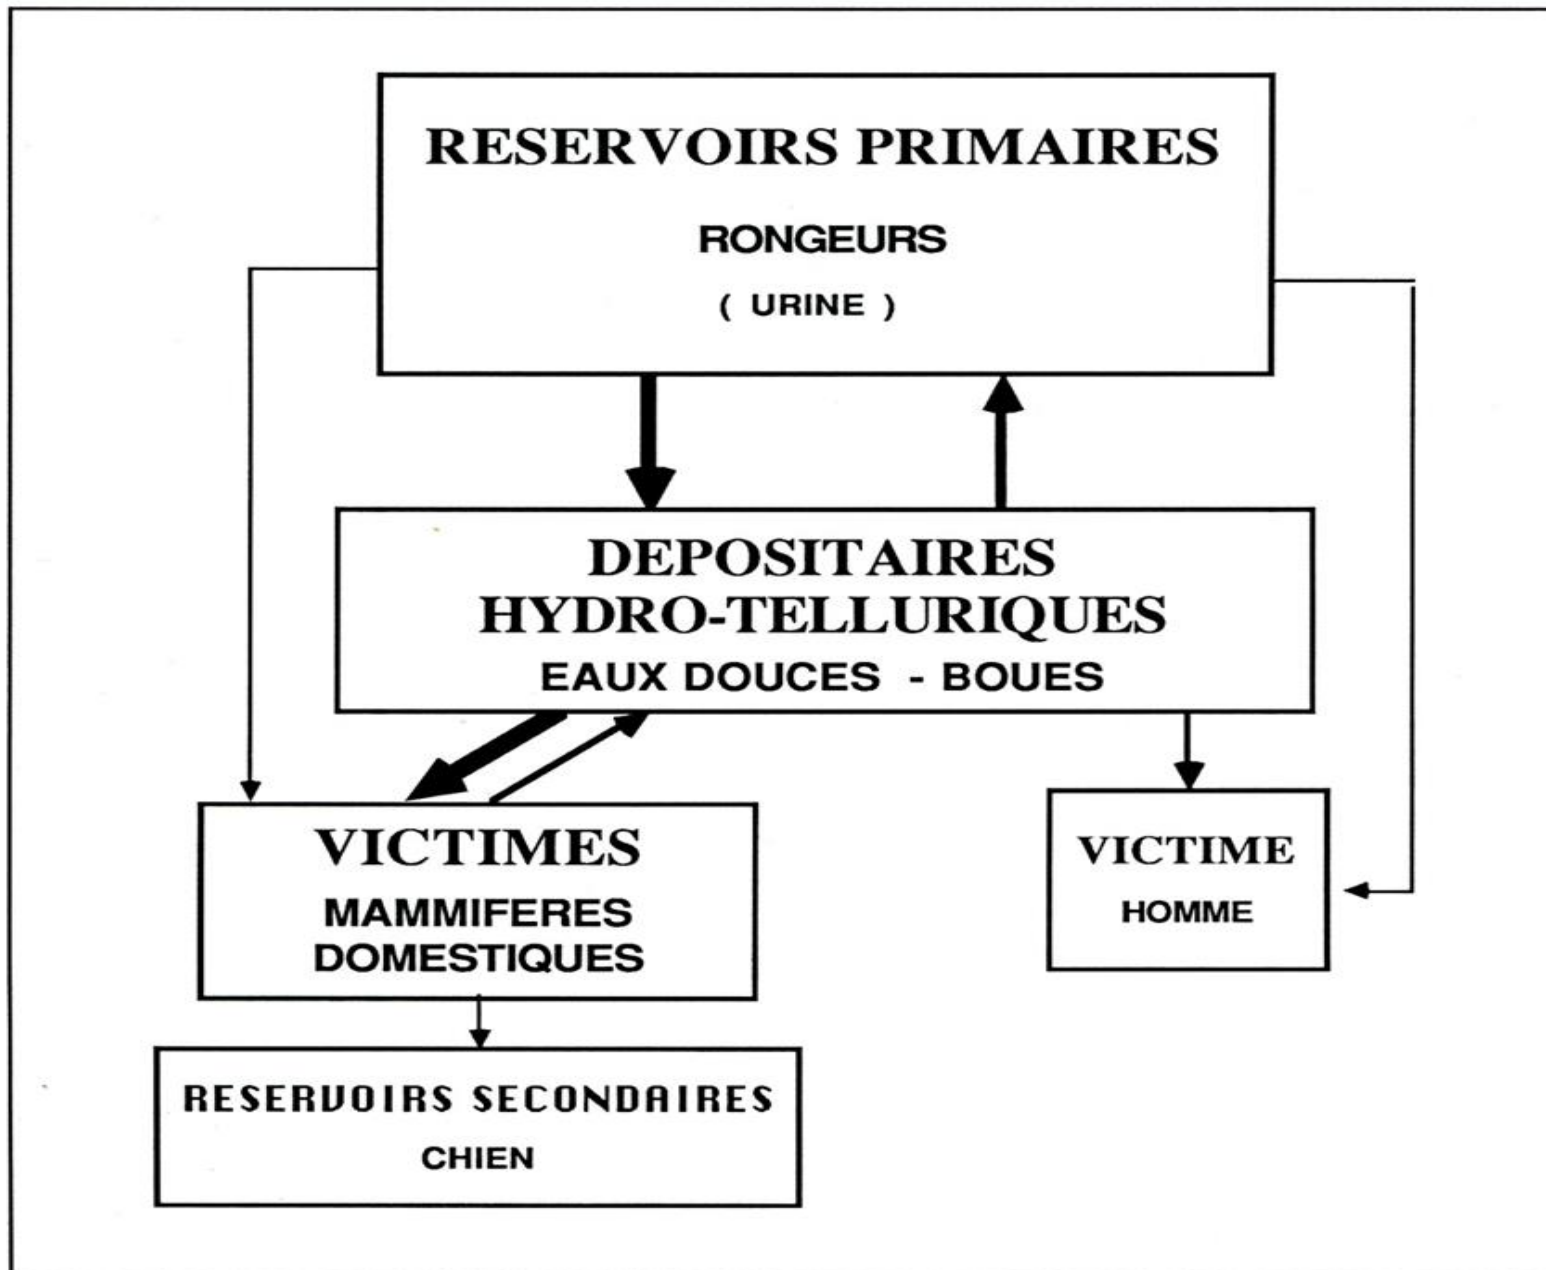 RESERVOIRS PRIMAIRES
RONGEURS
( URINE )
DEPOSITAIRES
HYDRO-TELLURIQUES
EAUX DOUCES - BOUES
VICTIMES
MAMMIFERES
DOMESTIQUES
VICTIME
HOMME
RESERVOIRS SECONDAIRES
CHIEN